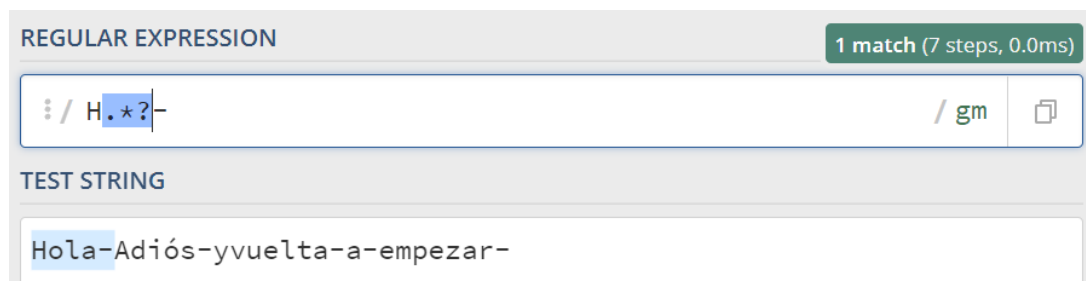 REGULAR EXPRESSION
1 match (7 steps, 0.0ms)
/ H.*?- / gm
TEST STRING
Hola-Adiós-yvuelta-a-empezar-